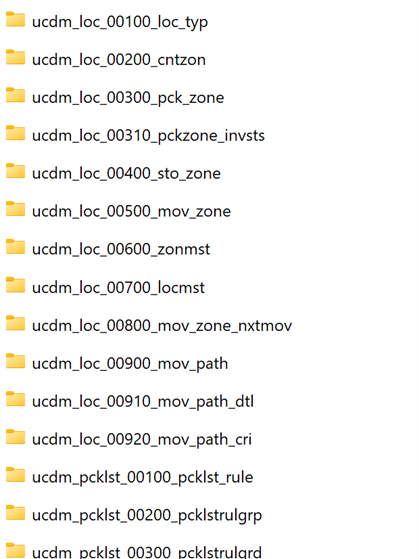 ucdm_loc_00100_loc_typ
ucdm_loc_00200_cntzon
ucdm_loc_00300_pck_zone
ucdm_loc_00310_pckzone_invsts
ucdm_loc_00400_sto_zone
ucdm_loc_00500_mov_zone
ucdm_loc_00600_zonmst
ucdm_loc_00700_locmst
ucdm_loc_00800_mov_zone_nxtmov
ucdm_loc_00900_mov_path
ucdm_loc_00910_mov_path_dtl
ucdm_loc_00920_mov_path_cri
ucdm_pcklst_00100_pcklst_rule
ucdm_pcklst_00200_pcklstrulgrp
ucdm_pcklst_00300_pcklstrulgrd